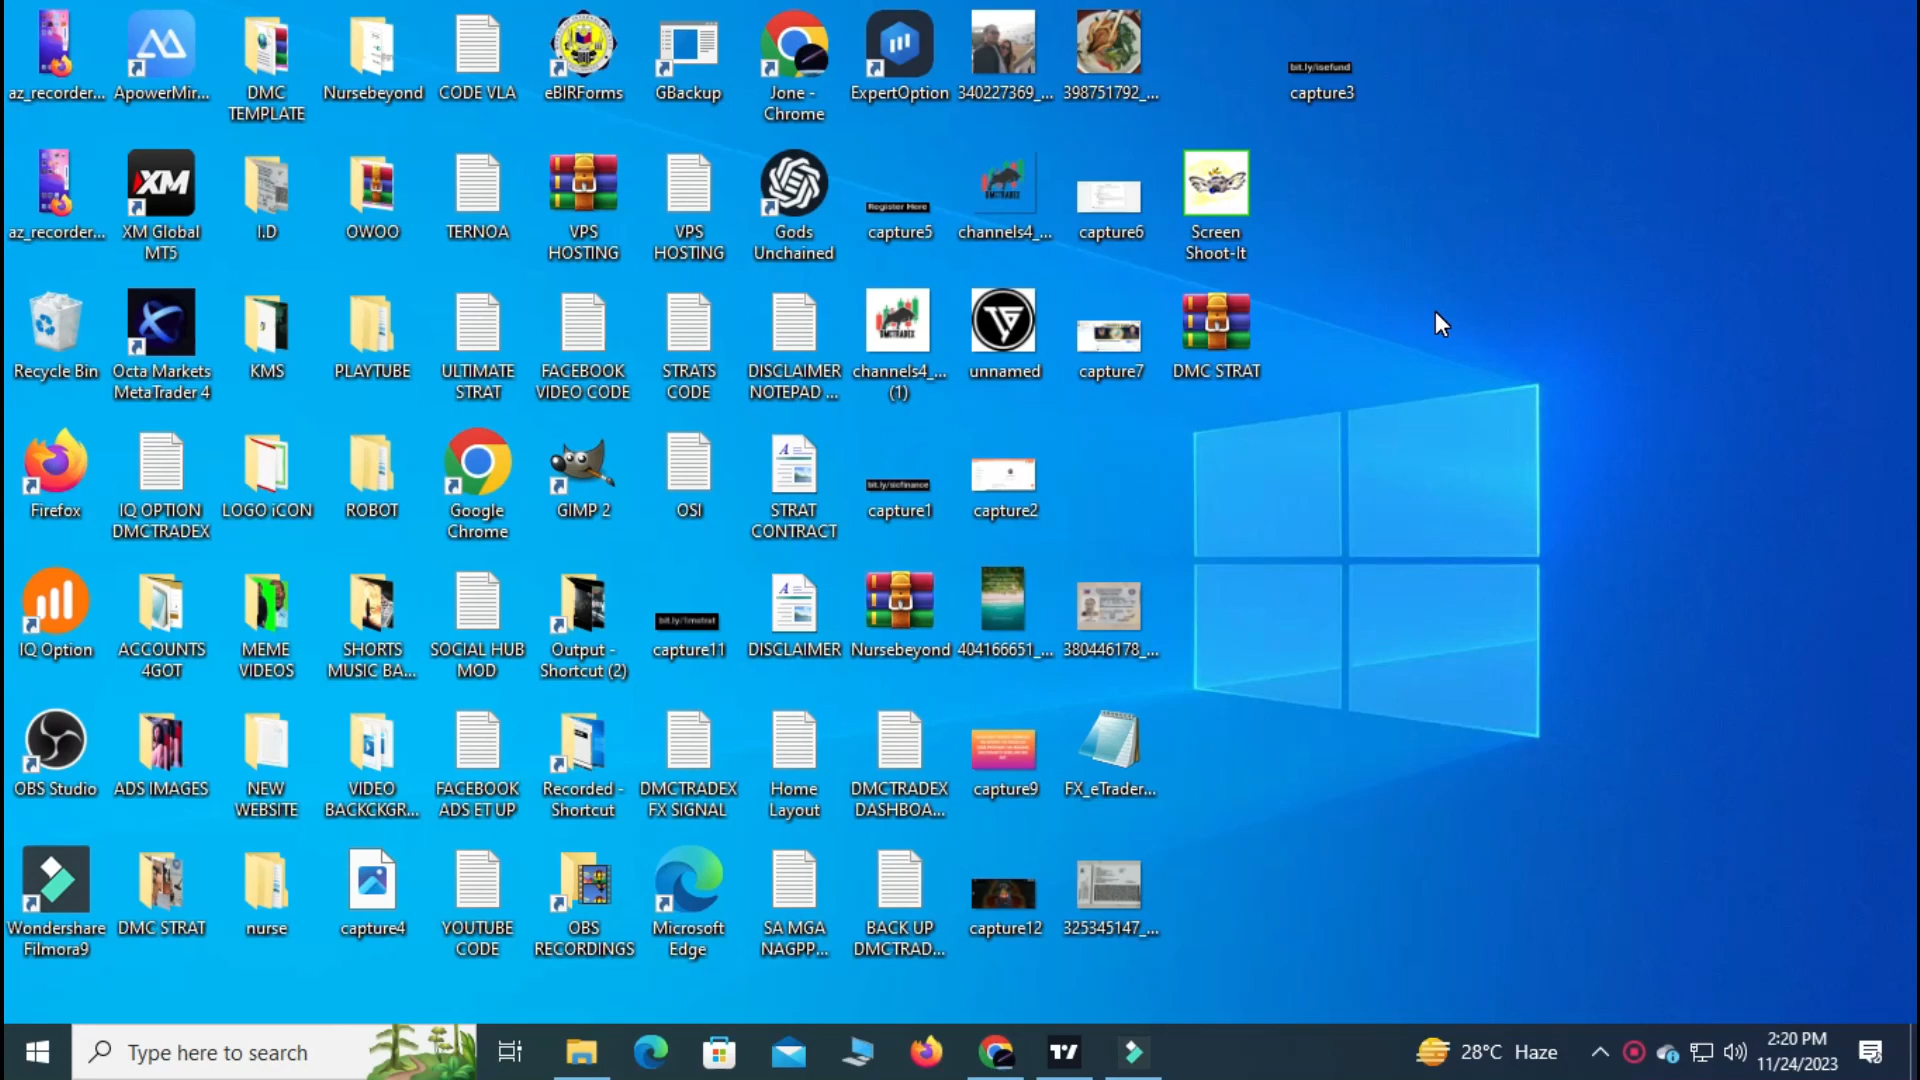 az_recorder...
ApowerMir...
DMC
TEMPLATE
Nursebeyond
CODE VLA
eBIRForms
GBackup
Jone -
Chrome
ExpertOption
340227369_...
398751792_...
bit.ly/isefund
capture3
az_recorder...
XM
XM Global
MT5
I.D
OWOO
TERNOA
VPS
HOSTING
VPS
HOSTING
Gods
Unchained
Register Here
capture5
DMCTRADEX
channels4_...
capture6
Screen
Shoot-It
Recycle Bin
Octa Markets
MetaTrader 4
KMS
PLAYTUBE
ULTIMATE
STRAT
FACEBOOK
VIDEO CODE
STRATS
CODE
DISCLAIMER
NOTEPAD ...
DMCTRADEX
channels4_...
(1)
unnamed
capture7
DMC STRAT
Firefox
IQ OPTION
DMCTRADEX
LOGO iCON
ROBOT
Google
Chrome
GIMP 2
OSI
STRAT
CONTRACT
capture1
capture2
IQ Option
ACCOUNTS
4GOT
MEME
VIDEOS
SHORTS
MUSIC BA...
SOCIAL HUB
MOD
Output -
Shortcut (2)
capture11
DISCLAIMER
Nursebeyond
404166651_...
380446178_...
OBS Studio
ADS IMAGES
NEW
WEBSITE
VIDEO
BACKCKGR...
FACEBOOK
ADS ET UP
Recorded -
Shortcut
DMCTRADEX
FX SIGNAL
Home
Layout
DMCTRADEX
DASHBOA...
capture9
FX_eTrader...
Wondershare
Filmora9
DMC STRAT
nurse
capture4
YOUTUBE
CODE
OBS
RECORDINGS
Microsoft
Edge
SA MGA
NAGPP...
BACK UP
DMCTRAD...
capture12
325345147_...
Type here to search
28°C Haze
2:20 PM
11/24/2023